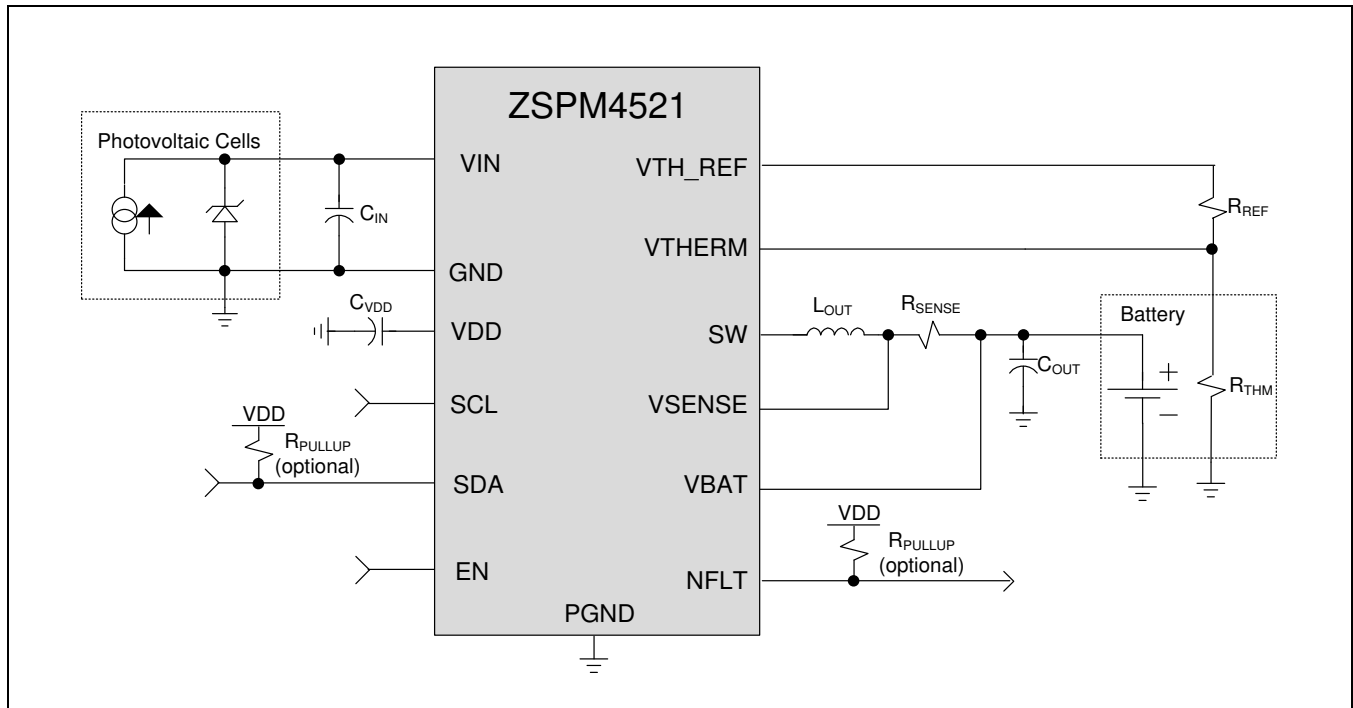 ZSPM4521
Photovoltaic Cells
VIN
VTH_REF
CIN
RREF
VTHERM
GND
CVDD
VDD
LOUT
RSENSE
Battery
SW
COUT
+
−
RTHM
SCL
VSENSE
VDD
RPULLUP
(optional)
SDA
VBAT
VDD
RPULLUP
(optional)
EN
NFLT
PGND